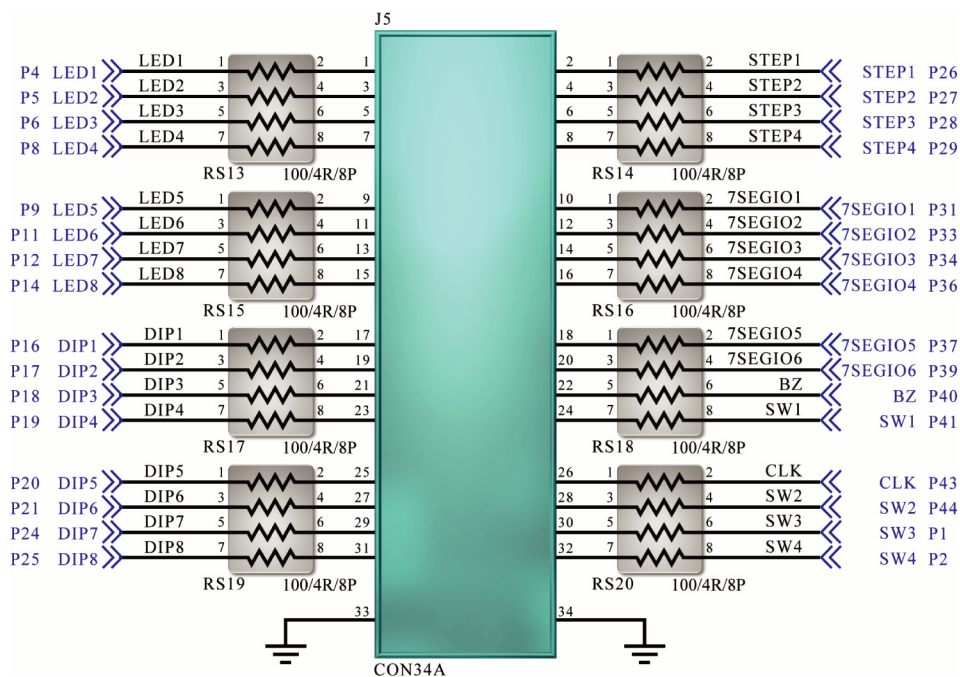 J5
P4 LED1 LED1 1 2 1 2 1 2 STEP1 STEP1 P26
P5 LED2 LED2 3 4 3 4 3 4 STEP2 STEP2 P27
P6 LED3 LED3 5 6 5 6 5 6 STEP3 STEP3 P28
P8 LED4 LED4 7 8 7 8 7 8 STEP4 STEP4 P29
RS13 100/4R/8P RS14 100/4R/8P
P9 LED5 LED5 1 2 9 10 1 2 7SEGIO1 7SEGIO1 P31
P11 LED6 LED6 3 4 11 12 3 4 7SEGIO2 7SEGIO2 P33
P12 LED7 LED7 5 6 13 14 5 6 7SEGIO3 7SEGIO3 P34
P14 LED8 LED8 7 8 15 16 7 8 7SEGIO4 7SEGIO4 P36
RS15 100/4R/8P RS16 100/4R/8P
P16 DIP1 DIP1 1 2 17 18 1 2 7SEGIO5 7SEGIO5 P37
P17 DIP2 DIP2 3 4 19 20 3 4 7SEGIO6 7SEGIO6 P39
P18 DIP3 DIP3 5 6 21 22 5 6 BZ BZ P40
P19 DIP4 DIP4 7 8 23 24 7 8 SW1 SW1 P41
RS17 100/4R/8P RS18 100/4R/8P
P20 DIP5 DIP5 1 2 25 26 1 2 CLK CLK P43
P21 DIP6 DIP6 3 4 27 28 3 4 SW2 SW2 P44
P24 DIP7 DIP7 5 6 29 30 5 6 SW3 SW3 P1
P25 DIP8 DIP8 7 8 31 32 7 8 SW4 SW4 P2
RS19 100/4R/8P RS20 100/4R/8P
33 34
CON34A